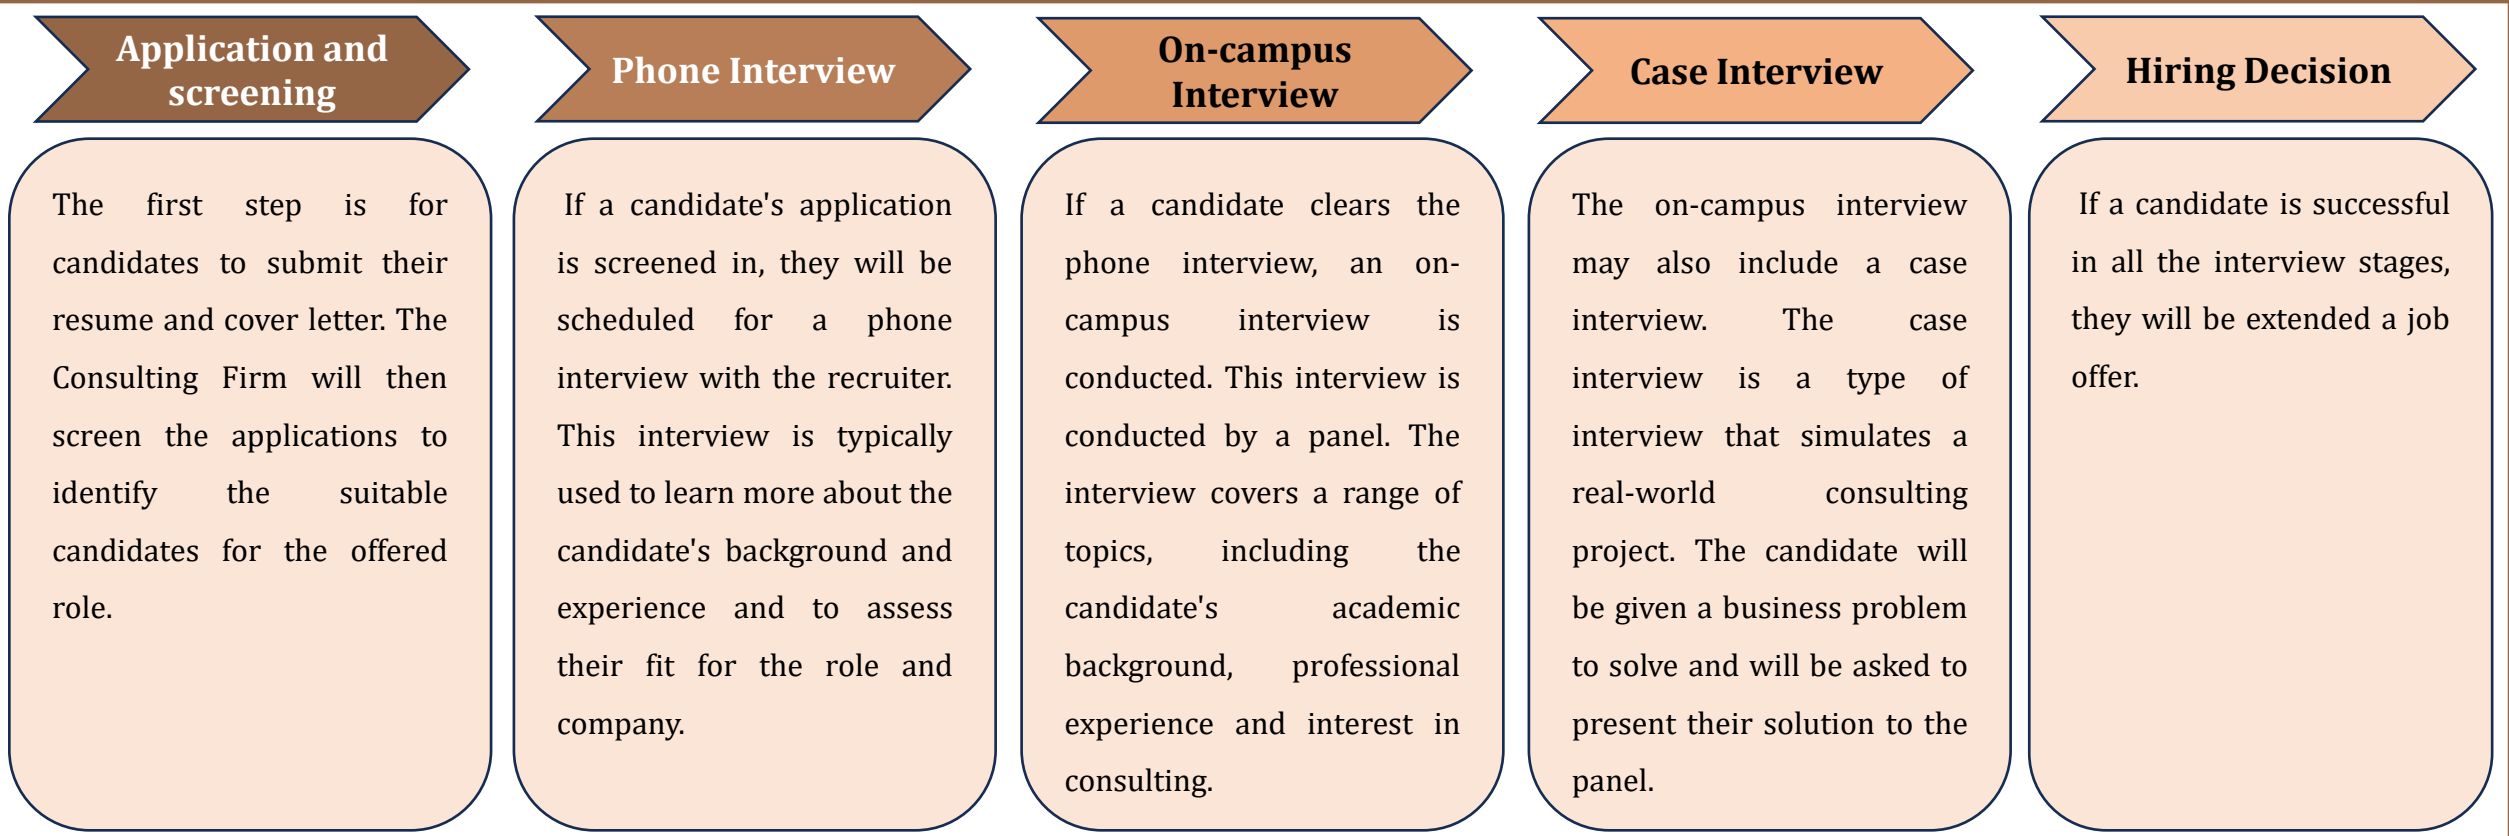 Application and
screening
The first step is for
candidates to submit their
resume and cover letter. The
Consulting Firm will then
screen the applications to
identify the suitable
candidates for the offered
role.
Phone Interview
If a candidate's application
is screened in, they will be
scheduled for a phone
interview with the recruiter.
This interview is typically
used to learn more about the
candidate's background and
experience and to assess
their fit for the role and
company.
On-campus
Interview
If a candidate clears the
phone interview, an on-
campus interview is
conducted. This interview is
conducted by a panel. The
interview covers a range of
topics, including the
candidate's academic
background, professional
experience and interest in
consulting.
Case Interview
The on-campus interview
may also include a case
interview. The case
interview is a type of
interview that simulates a
real-world consulting
project. The candidate will
be given a business problem
to solve and will be asked to
present their solution to the
panel.
Hiring Decision
If a candidate is successful
in all the interview stages,
they will be extended a job
offer.